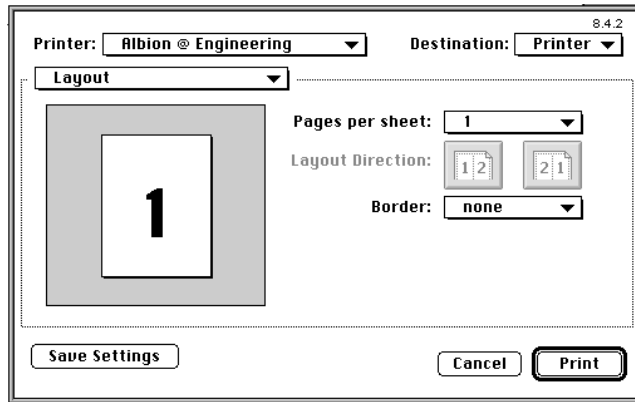 8.4.2
Printer: Albion @ Engineering Destination: Printer
Layout
Pages per sheet: 1
Layout Direction: 1 2 2 1
1
Border: none
Save Settings
Cancel Print